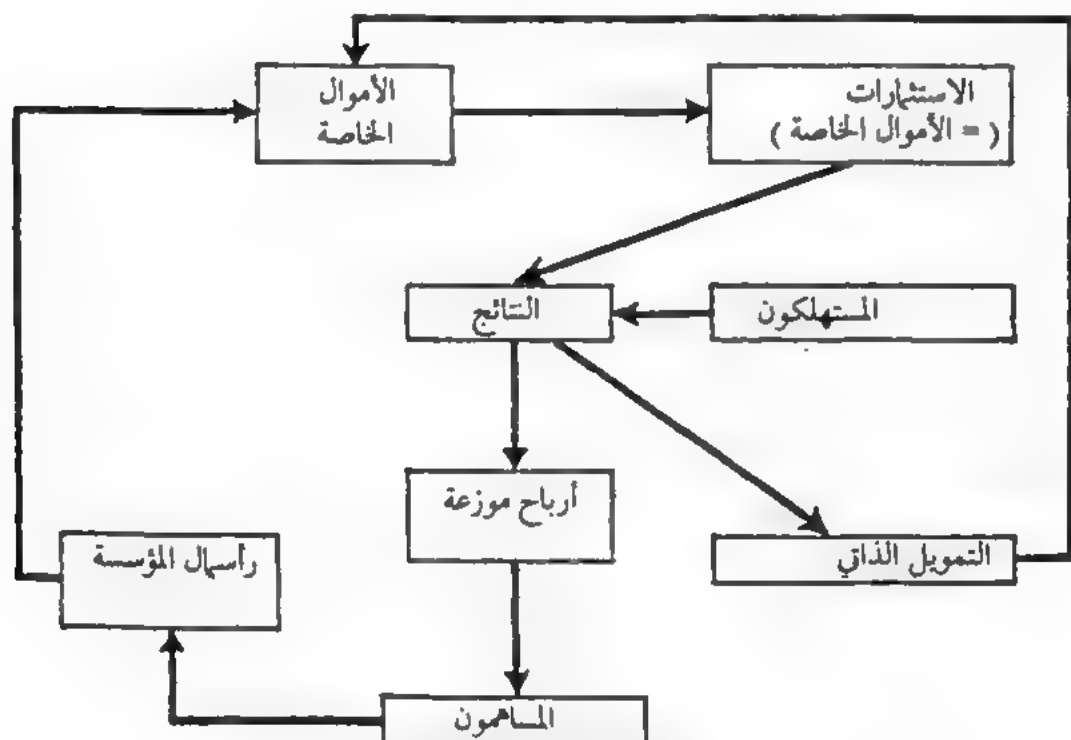 الأموال
الخاصة
الاستثمارات
( = الأموال الخاصة )
النتائج
المستهلكون
أرباح موزعة
رأسمال المؤسسة
التمويل الذاتي
المساهمون